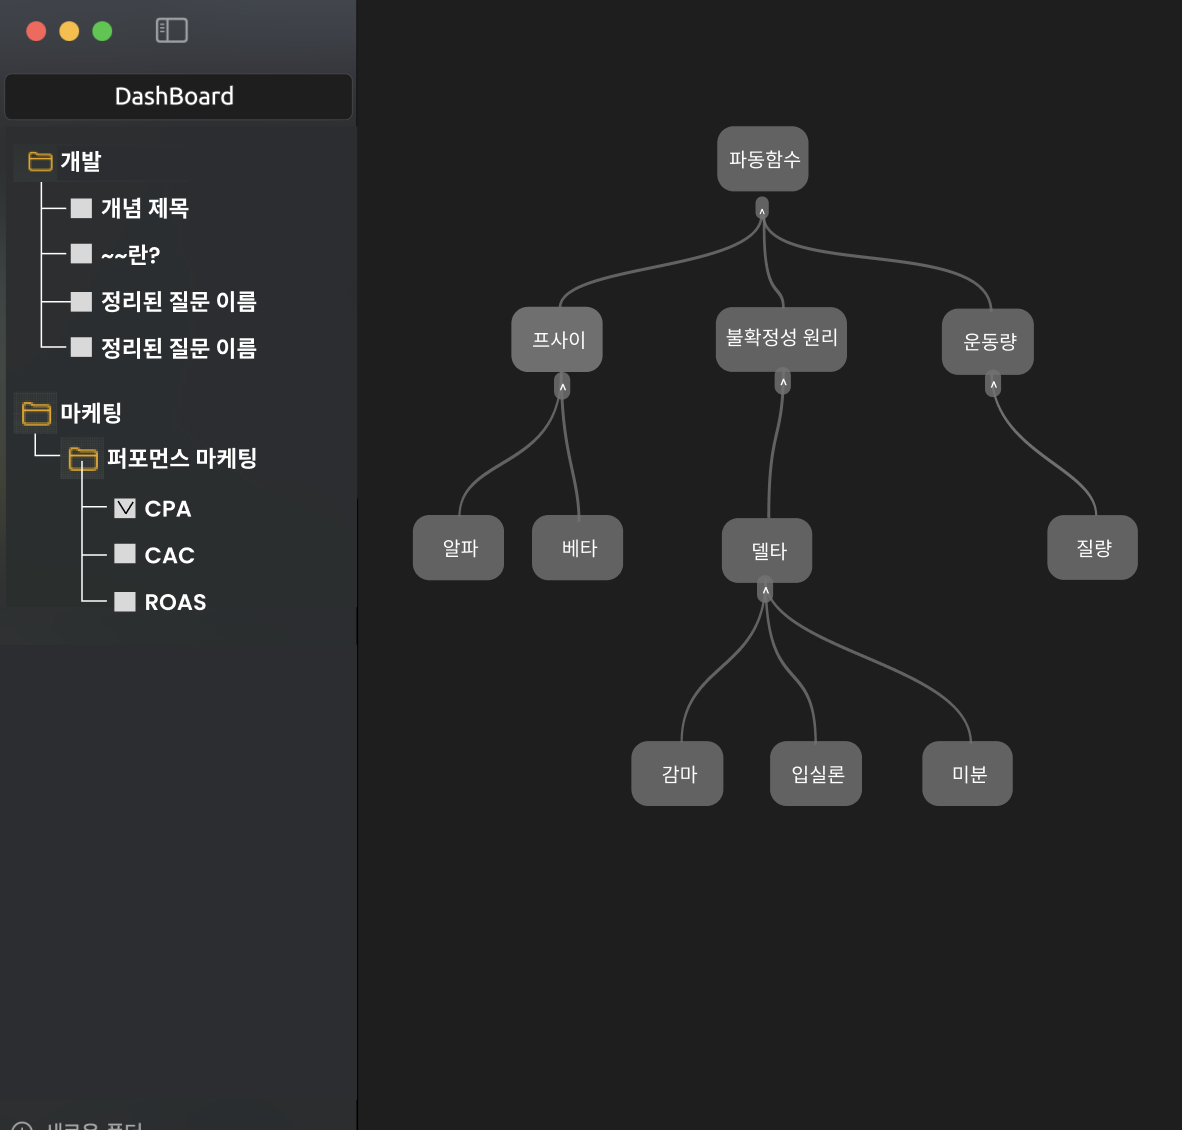 DashBoard
개발
개념 제목
~~란?
정리된 질문 이름
정리된 질문 이름
마케팅
퍼포먼스 마케팅
CPA
CAC
ROAS
파동함수
프사이
불확정성 원리
운동량
알파
베타
델타
질량
감마
입실론
미분